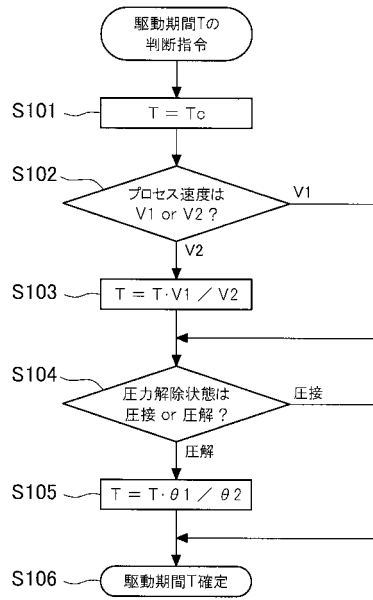 駆動期間Tの
判断指令
S101
T = Tc
S102
プロセス速度は
V1 or V2 ?
V1
V2
S103
T = T·V1 / V2
S104
圧力解除状態は
圧接 or 圧解 ?
圧接
圧解
S105
T = T·θ1 / θ2
S106
駆動期間T確定